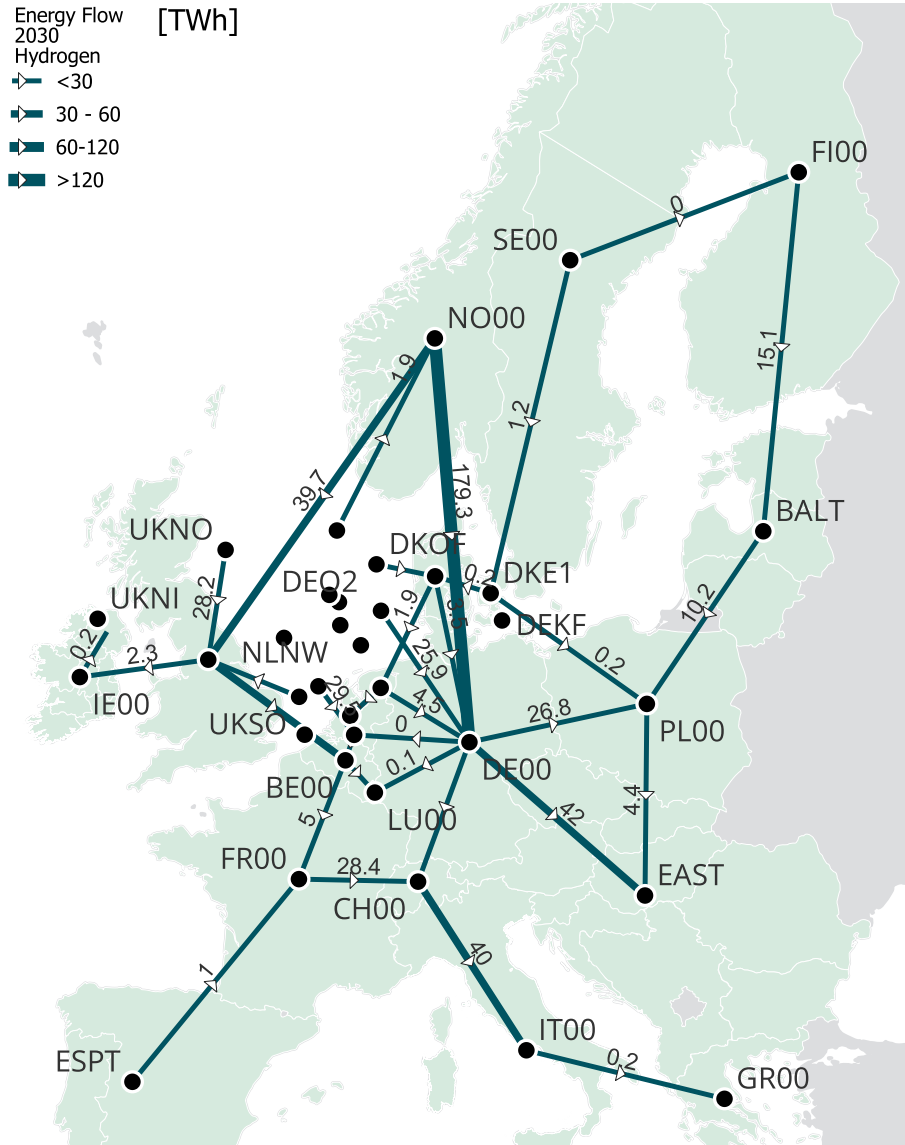 Energy Flow
2030
Hydrogen
[TWh]
<30
30 - 60
60-120
>120
FI00
0
SE00
NO00
1.9
15.1
1.2
39.7
179.3
BALT
UKNO
DKOF
0.2
DKE1
28.2
DEO2
UKNI
1.9
3.5
DEKF
10.2
0.2
2.3
NLNW
25.9
0.2
IE00
29.5
4.3
26.8
UKSO
0
PL00
DE00
0.1
BE00
LU00
42
4.4
5
FR00
28.4
EAST
CH00
40
1
IT00
ESPT
0.2
GR00